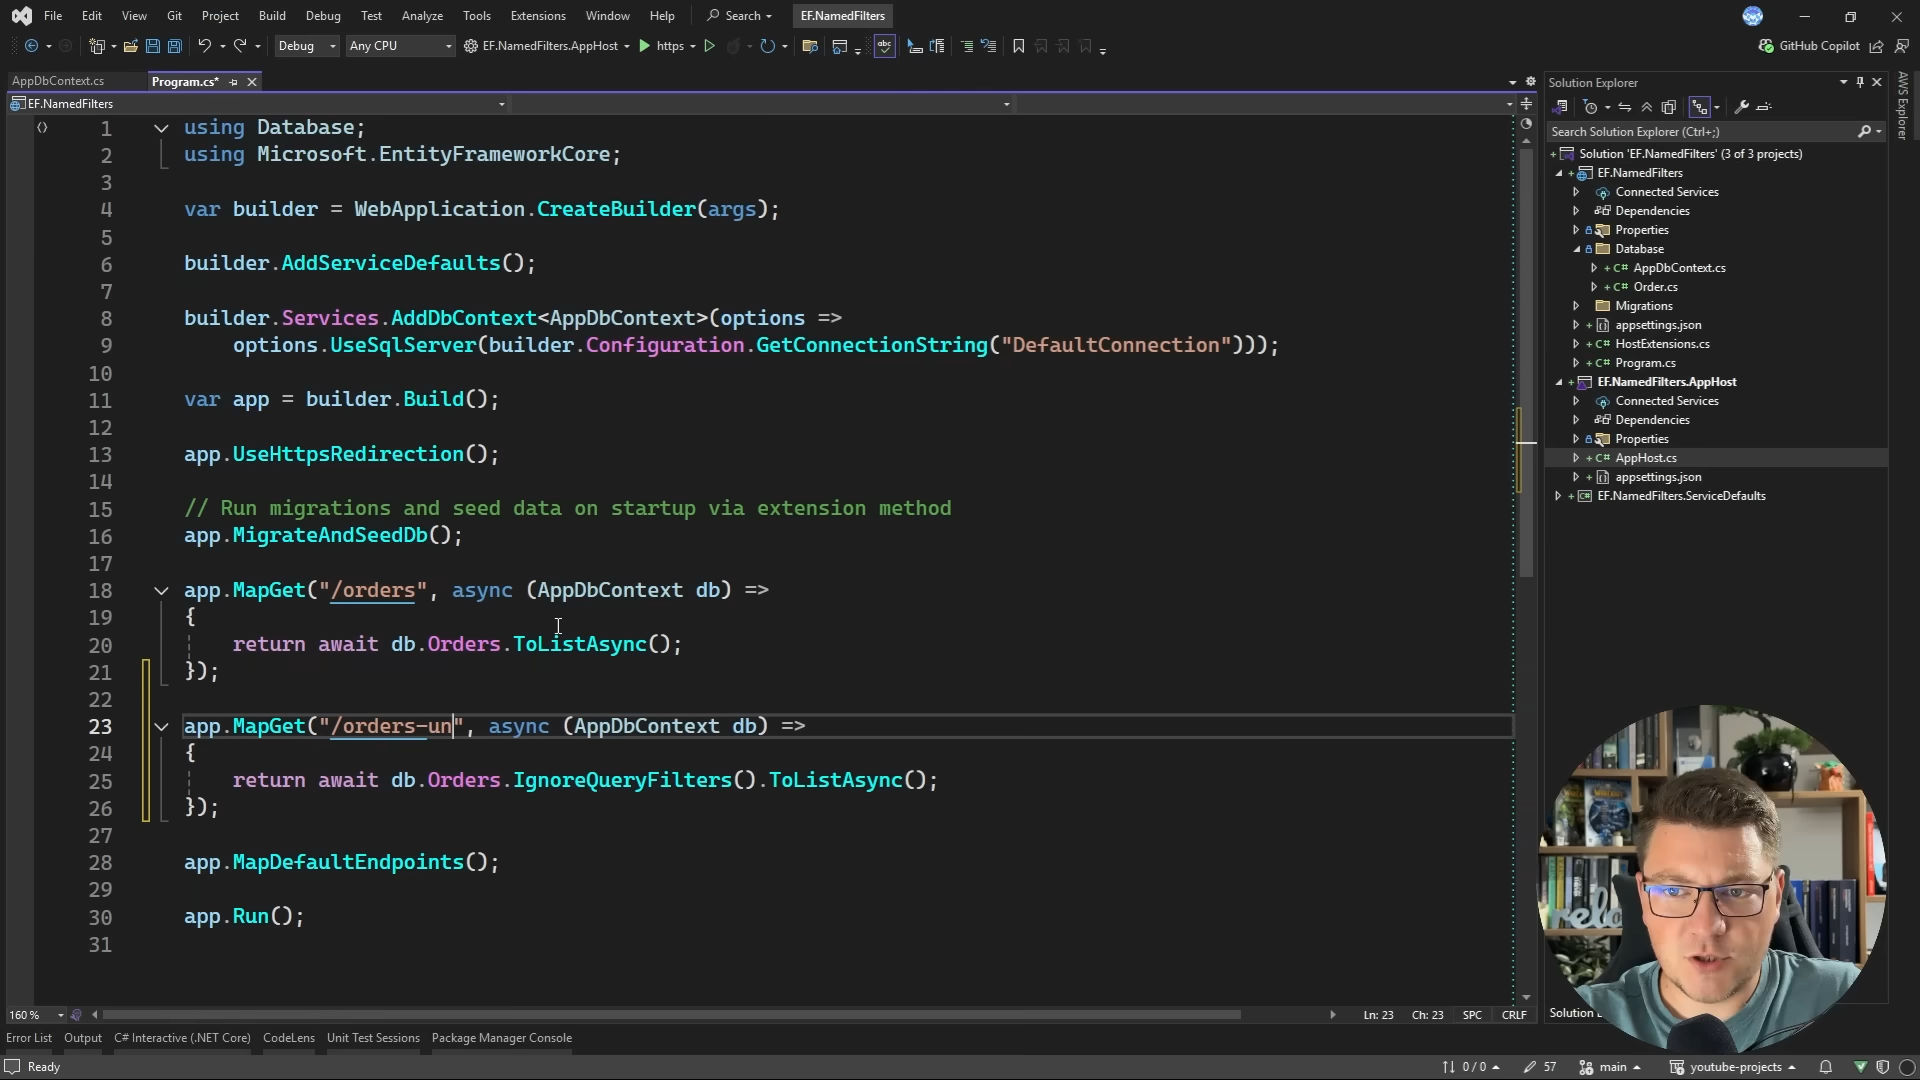 File Edit View Git Project Build Debug Test Analyze Tools Extensions Window Help Search EF.NamedFilters
Debug Any CPU EF.NamedFilters.AppHost https GitHub Copilot
AppDbContext.cs Program.cs*
EF.NamedFilters
1 using Database;
2 using Microsoft.EntityFrameworkCore;
3
4 var builder = WebApplication.CreateBuilder(args);
5
6 builder.AddServiceDefaults();
7
8 builder.Services.AddDbContext<AppDbContext>(options =>
9 options.UseSqlServer(builder.Configuration.GetConnectionString("DefaultConnection")));
10
11 var app = builder.Build();
12
13 app.UseHttpsRedirection();
14
15 // Run migrations and seed data on startup via extension method
16 app.MigrateAndSeedDb();
17
18 app.MapGet("/orders", async (AppDbContext db) =>
19 {
20 return await db.Orders.ToListAsync();
21 });
22
23 app.MapGet("/orders-un", async (AppDbContext db) =>
24 {
25 return await db.Orders.IgnoreQueryFilters().ToListAsync();
26 });
27
28 app.MapDefaultEndpoints();
29
30 app.Run();
31
160 % Ln: 23 Ch: 23 SPC CRLF
Error List Output C# Interactive (.NET Core) CodeLens Unit Test Sessions Package Manager Console
Ready 0 / 0 57 main youtube-projects
Solution Explorer
Search Solution Explorer (Ctrl+;)
Solution 'EF.NamedFilters' (3 of 3 projects)
EF.NamedFilters
Connected Services
Dependencies
Properties
Database
C# AppDbContext.cs
C# Order.cs
Migrations
appsettings.json
C# HostExtensions.cs
C# Program.cs
EF.NamedFilters.AppHost
Connected Services
Dependencies
Properties
C# AppHost.cs
appsettings.json
EF.NamedFilters.ServiceDefaults
AWS Explorer